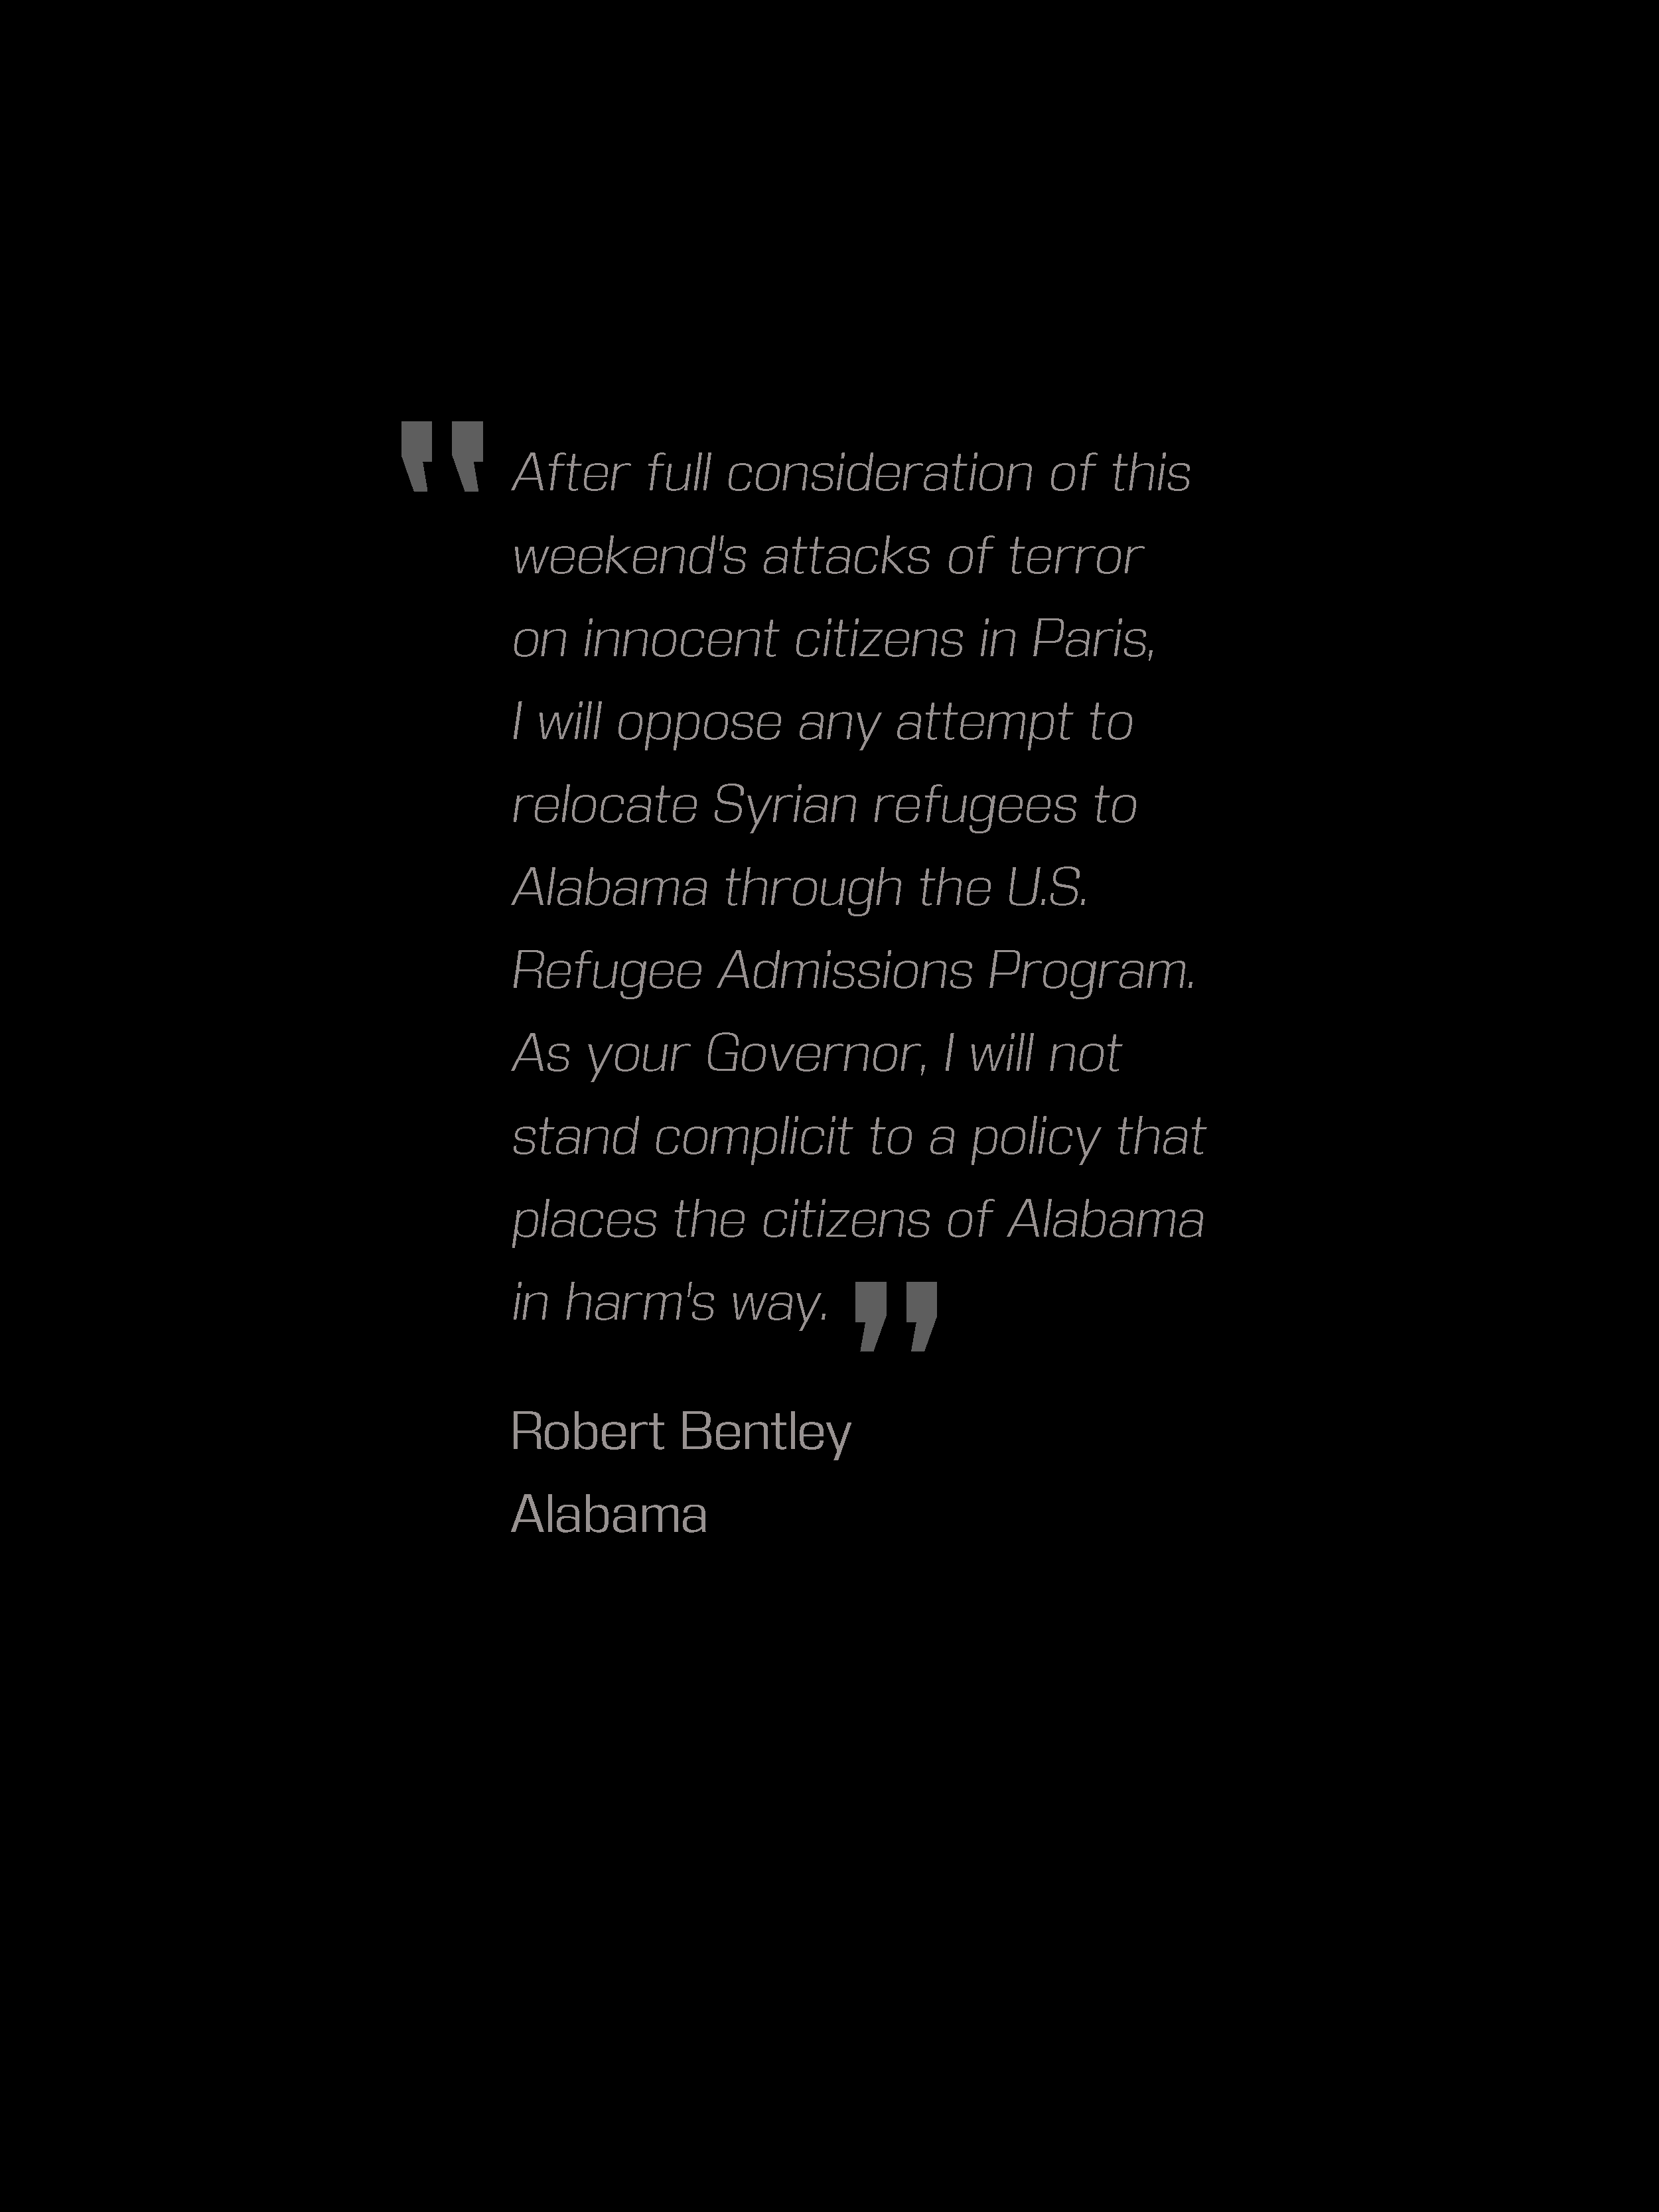 "After full consideration of this
weekend's attacks of terror
on innocent citizens in Paris,
I will oppose any attempt to
relocate Syrian refugees to
Alabama through the U.S.
Refugee Admissions Program.
As your Governor, I will not
stand complicit to a policy that
places the citizens of Alabama
in harm's way."
Robert Bentley
Alabama